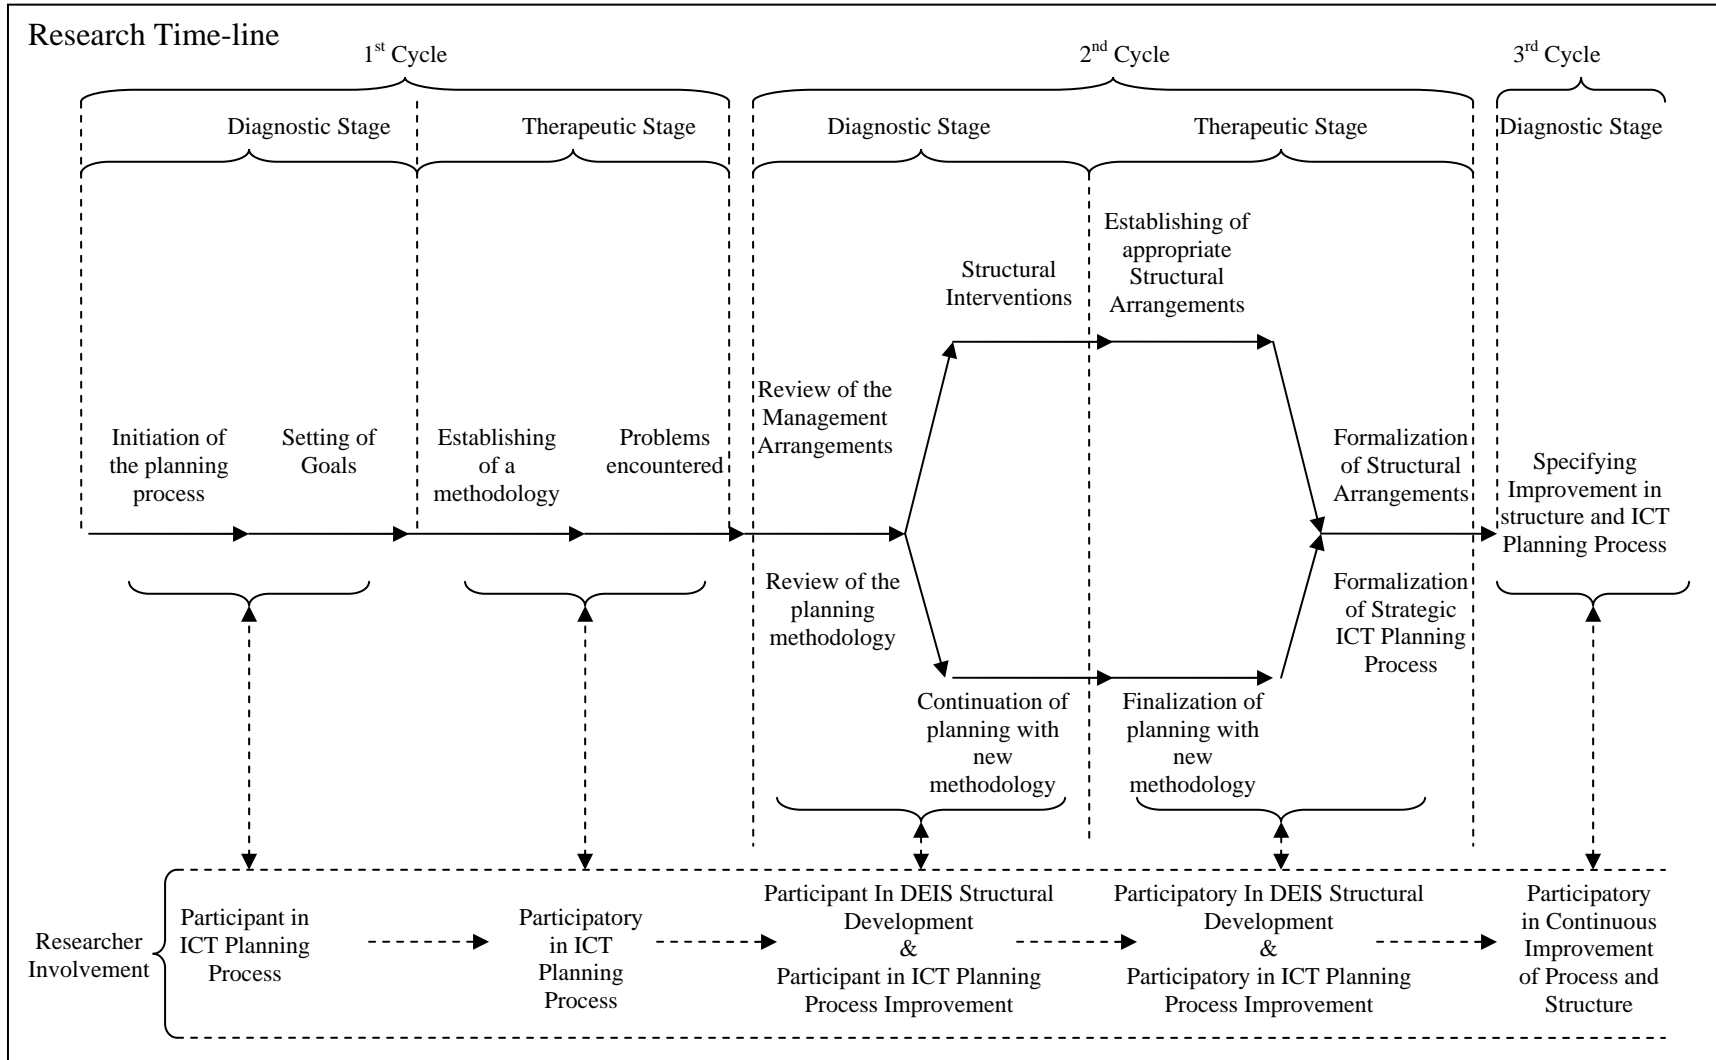 Research Time-line
1st Cycle
2nd Cycle
3rd Cycle
Diagnostic Stage
Therapeutic Stage
Diagnostic Stage
Therapeutic Stage
Diagnostic Stage
Initiation of
the planning
process
Setting of
Goals
Establishing
of a
methodology
Problems
encountered
Review of the
Management
Arrangements
Review of the
planning
methodology
Structural
Interventions
Establishing of
appropriate
Structural
Arrangements
Continuation of
planning with
new
methodology
Finalization of
planning with
new
methodology
Formalization
of Structural
Arrangements
Formalization
of Strategic
ICT Planning
Process
Specifying
Improvement in
structure and ICT
Planning Process
Researcher
Involvement
Participant in
ICT Planning
Process
Participatory
in ICT
Planning
Process
Participant In DEIS Structural
Development
&
Participant in ICT Planning
Process Improvement
Participatory In DEIS Structural
Development
&
Participatory in ICT Planning
Process Improvement
Participatory
in Continuous
Improvement
of Process and
Structure